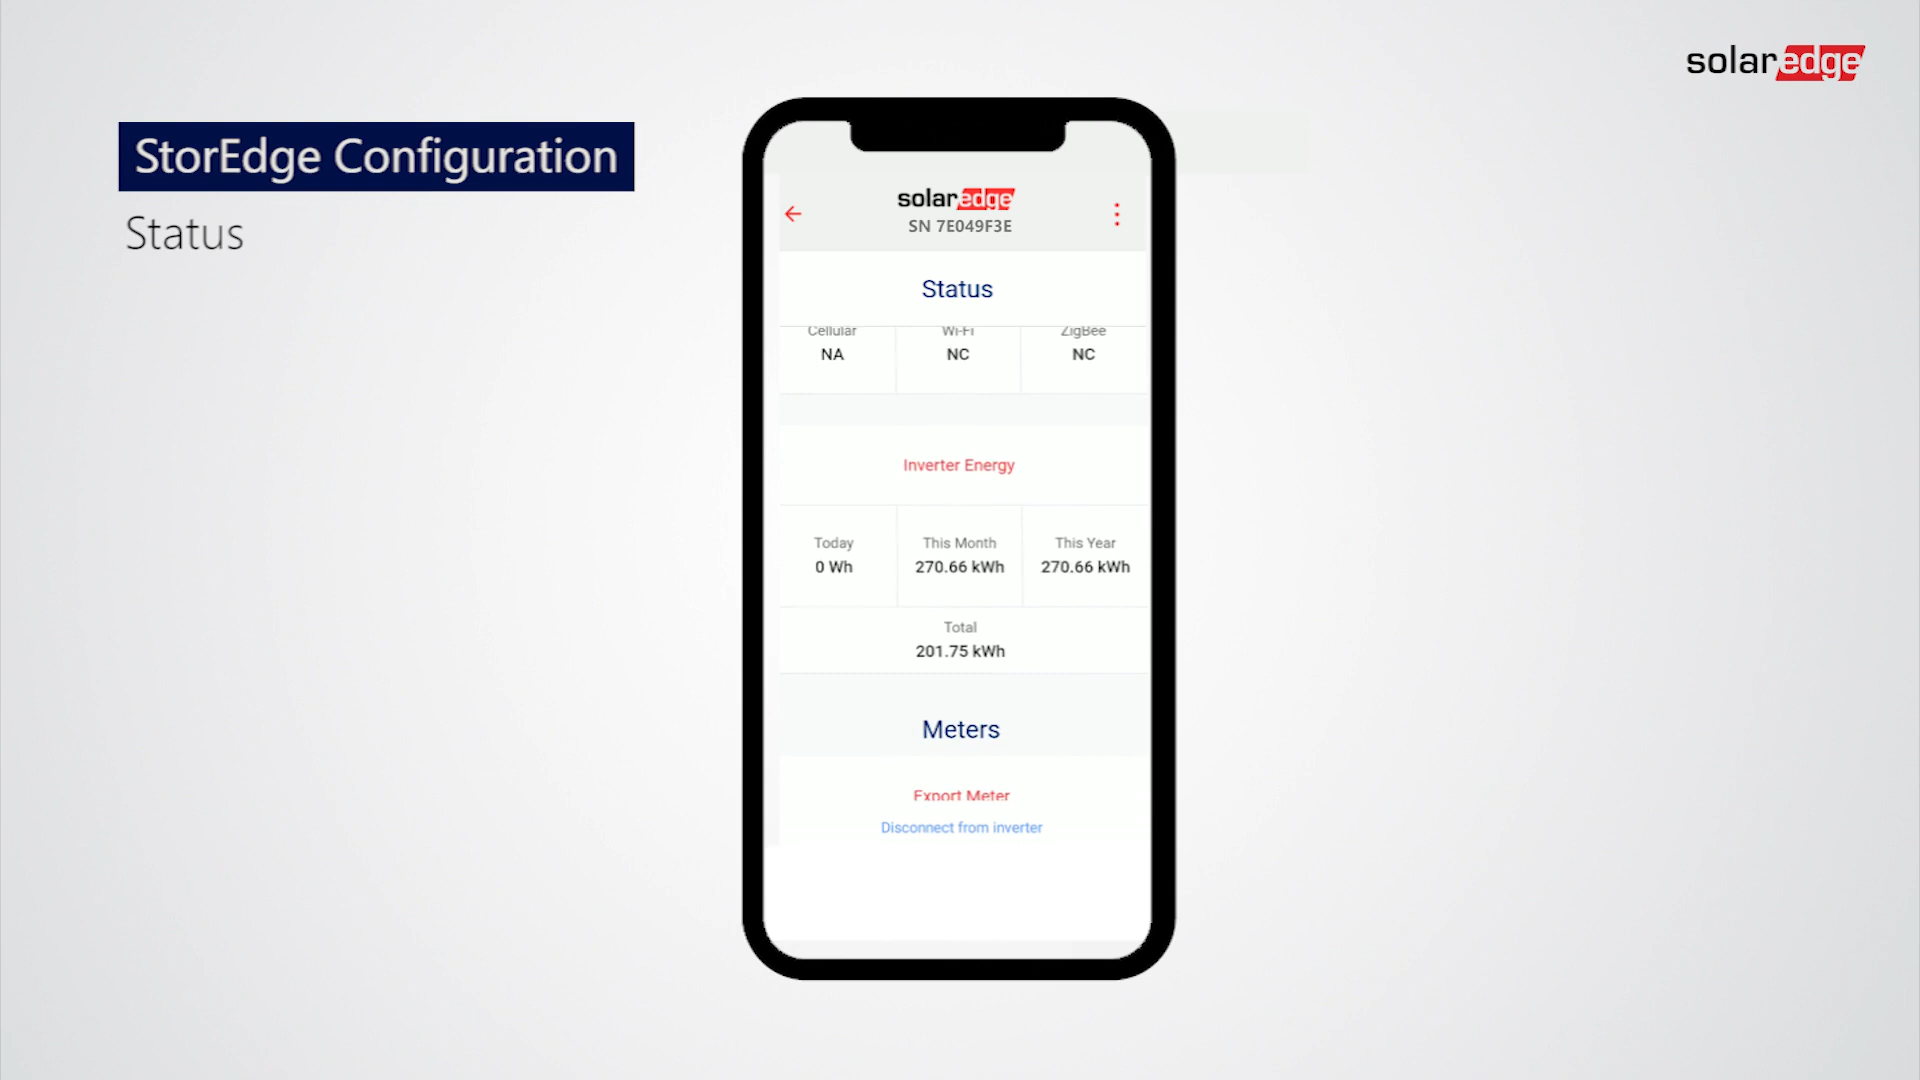 solaredge
StorEdge Configuration
Status
solaredge
SN 7E049F3E
Status
Cellular Wi-Fi ZigBee
NA NC NC
Inverter Energy
Today This Month This Year
0 Wh 270.66 kWh 270.66 kWh
Total
201.75 kWh
Meters
Export Meter
Disconnect from inverter